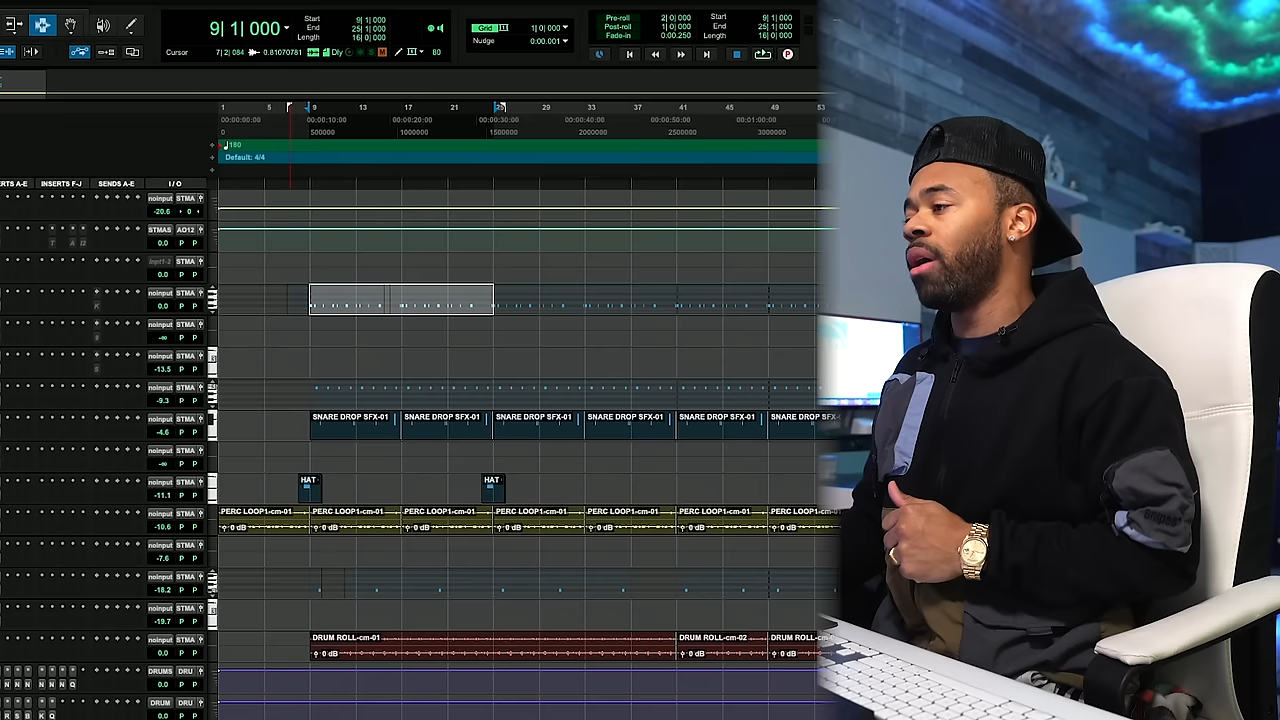 9| 1| 000
Start 9| 1| 000
End 25| 1| 000
Length 16| 0| 000
Cursor 7| 2| 084 0.81070781 Dly M 80
Grid 1| 0| 000
Nudge 0:00.001
Pre-roll 2| 0| 000
Post-roll 1| 0| 000
Fade-in 0:00.250
Start 9| 1| 000
End 25| 1| 000
Length 16| 0| 000
P
1 5 9 13 17 21 25 29 33 37 41 45 49 53
00:00:00:00 00:00:10:00 00:00:20:00 00:00:30:00 00:00:40:00 00:00:50:00 00:01:00:00
0 500000 1000000 1500000 2000000 2500000 3000000
180
Default: 4/4
RTS A-E INSERTS F-J SENDS A-E I / O
noinput STMA
-20.6 0
STMAS AO12
0.0 P P
STMA
0.0 P P
noinput STMA
0.0 P P
noinput STMA
-∞ P P
noinput STMA
-13.5 P P
noinput STMA
-9.3 P P
noinput STMA SNARE DROP SFX-01 SNARE DROP SFX-01 SNARE DROP SFX-01 SNARE DROP SFX-01 SNARE DROP SFX-01 SNARE DROP SFX
-4.6 P P
noinput STMA
-∞ P P
noinput STMA HAT HAT
-11.1 P P
noinput STMA PERC LOOP1-cm-01 PERC LOOP1-cm-01 PERC LOOP1-cm-01 PERC LOOP1-cm-01 PERC LOOP1-cm-01 PERC LOOP1-cm-01 PERC LOOP1-cm-01
-10.6 P P 0 dB 0 dB 0 dB 0 dB 0 dB 0 dB 0 dB
noinput STMA
-7.6 P P
noinput STMA
-18.2 P P
noinput STMA
-19.7 P P
noinput STMA DRUM ROLL-cm-01 DRUM ROLL-cm-02 DRUM ROLL-cm
0.0 P P 0 dB 0 dB 0 dB
DRUMS DRU
N N N N N N Q 0.0 P P
DRUM DRU
R S B K Q 0.0 P P
Snipes